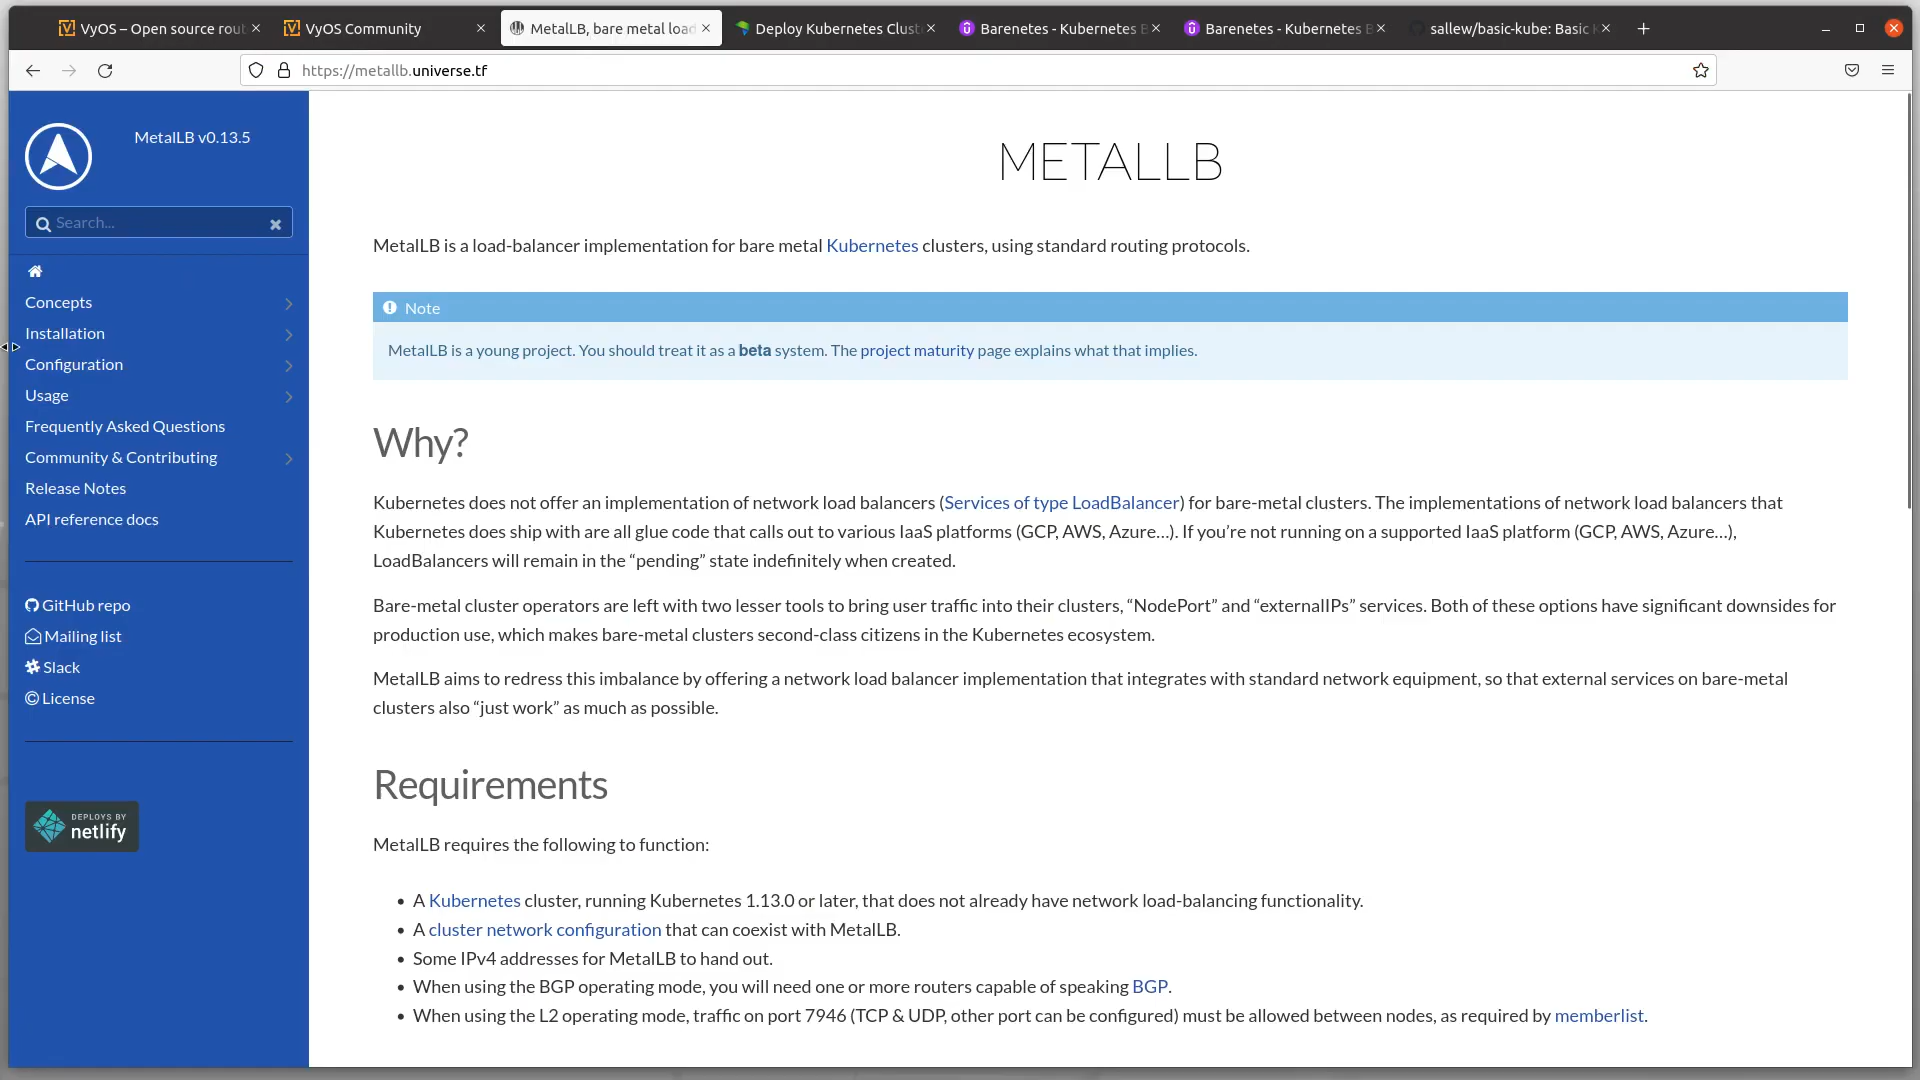 VyOS – Open source rout
VyOS Community
MetalLB, bare metal load
Deploy Kubernetes Clust
Barenetes - Kubernetes B
Barenetes - Kubernetes B
sallew/basic-kube: Basic K
https://metallb.universe.tf
MetalLB v0.13.5
Search...
Concepts
Installation
Configuration
Usage
Frequently Asked Questions
Community & Contributing
Release Notes
API reference docs
GitHub repo
Mailing list
Slack
License
DEPLOYS BY
netlify
METALLB
MetalLB is a load-balancer implementation for bare metal Kubernetes clusters, using standard routing protocols.
Note
MetalLB is a young project. You should treat it as a beta system. The project maturity page explains what that implies.
Why?
Kubernetes does not offer an implementation of network load balancers (Services of type LoadBalancer) for bare-metal clusters. The implementations of network load balancers that
Kubernetes does ship with are all glue code that calls out to various IaaS platforms (GCP, AWS, Azure…). If you’re not running on a supported IaaS platform (GCP, AWS, Azure…),
LoadBalancers will remain in the “pending” state indefinitely when created.
Bare-metal cluster operators are left with two lesser tools to bring user traffic into their clusters, “NodePort” and “externalIPs” services. Both of these options have significant downsides for
production use, which makes bare-metal clusters second-class citizens in the Kubernetes ecosystem.
MetalLB aims to redress this imbalance by offering a network load balancer implementation that integrates with standard network equipment, so that external services on bare-metal
clusters also “just work” as much as possible.
Requirements
MetalLB requires the following to function:
• A Kubernetes cluster, running Kubernetes 1.13.0 or later, that does not already have network load-balancing functionality.
• A cluster network configuration that can coexist with MetalLB.
• Some IPv4 addresses for MetalLB to hand out.
• When using the BGP operating mode, you will need one or more routers capable of speaking BGP.
• When using the L2 operating mode, traffic on port 7946 (TCP & UDP, other port can be configured) must be allowed between nodes, as required by memberlist.